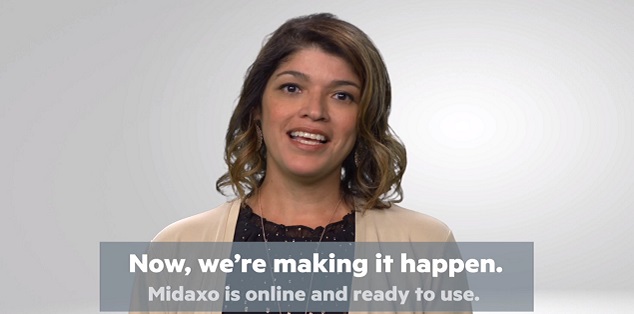 Now, we’re making it happen.
Midaxo is online and ready to use.